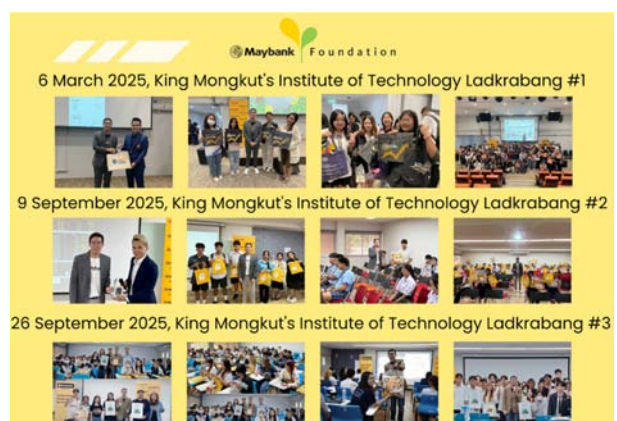 Maybank Foundation
6 March 2025, King Mongkut's Institute of Technology Ladkrabang #1
9 September 2025, King Mongkut's Institute of Technology Ladkrabang #2
26 September 2025, King Mongkut's Institute of Technology Ladkrabang #3